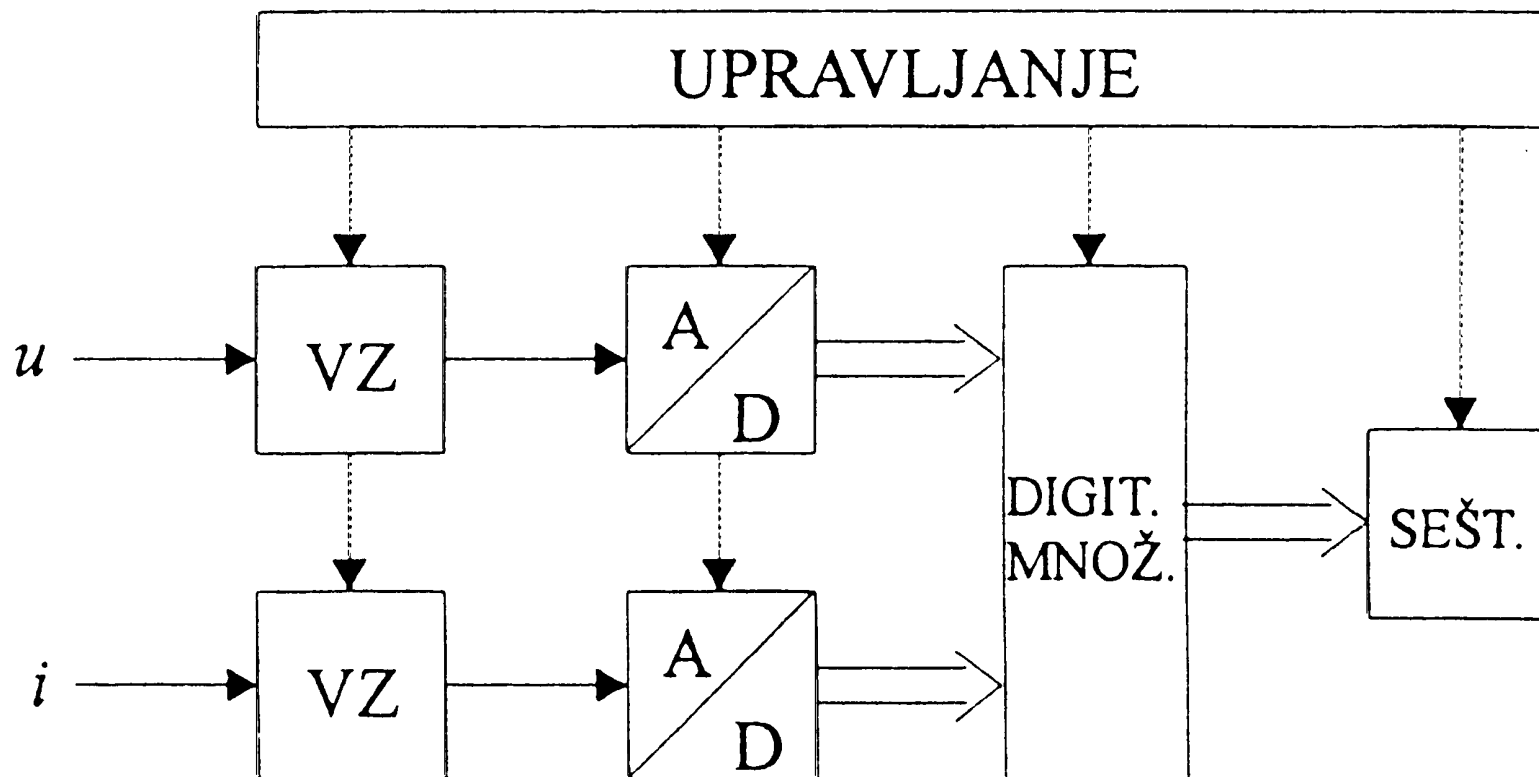 UPRAVLJANJE
u
VZ
A
D
DIGIT.
MNOŽ.
SEŠT.
i
VZ
A
D